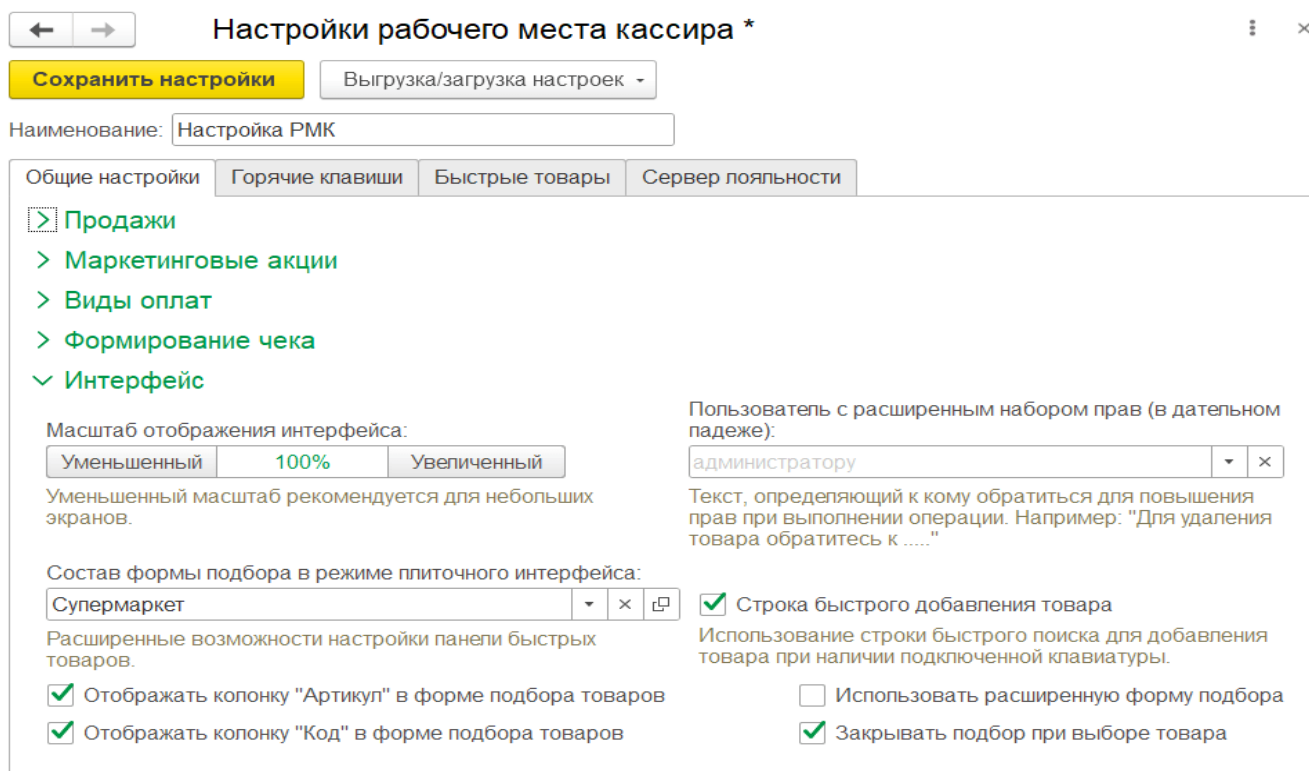 Настройки рабочего места кассира *
Сохранить настройки
Выгрузка/загрузка настроек
Наименование: Настройка РМК
Общие настройки
Горячие клавиши
Быстрые товары
Сервер лояльности
Продажи
Маркетинговые акции
Виды оплат
Формирование чека
Интерфейс
Масштаб отображения интерфейса:
Уменьшенный
100%
Увеличенный
Уменьшенный масштаб рекомендуется для небольших
экранов.
Пользователь с расширенным набором прав (в дательном
падеже):
администратору
Текст, определяющий к кому обратиться для повышения
прав при выполнении операции. Например: "Для удаления
товара обратитесь к ....."
Состав формы подбора в режиме плиточного интерфейса:
Супермаркет
Расширенные возможности настройки панели быстрых
товаров.
Строка быстрого добавления товара
Использование строки быстрого поиска для добавления
товара при наличии подключенной клавиатуры.
Отображать колонку "Артикул" в форме подбора товаров
Использовать расширенную форму подбора
Отображать колонку "Код" в форме подбора товаров
Закрывать подбор при выборе товара